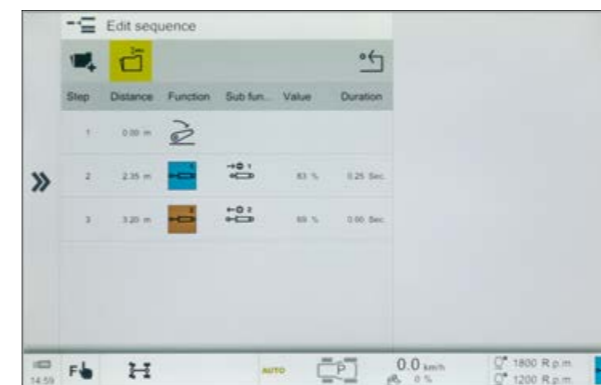 Edit sequence
Step Distance Function Sub fun... Value Duration
1 0.00 m
2 2.35 m 1 83 % 0.25 Sec.
3 3.20 m 2 69 % 0.00 Sec.
14:59 F AUTO P 0.0 km/h 0 % 1800 R.p.m.
1200 R.p.m.